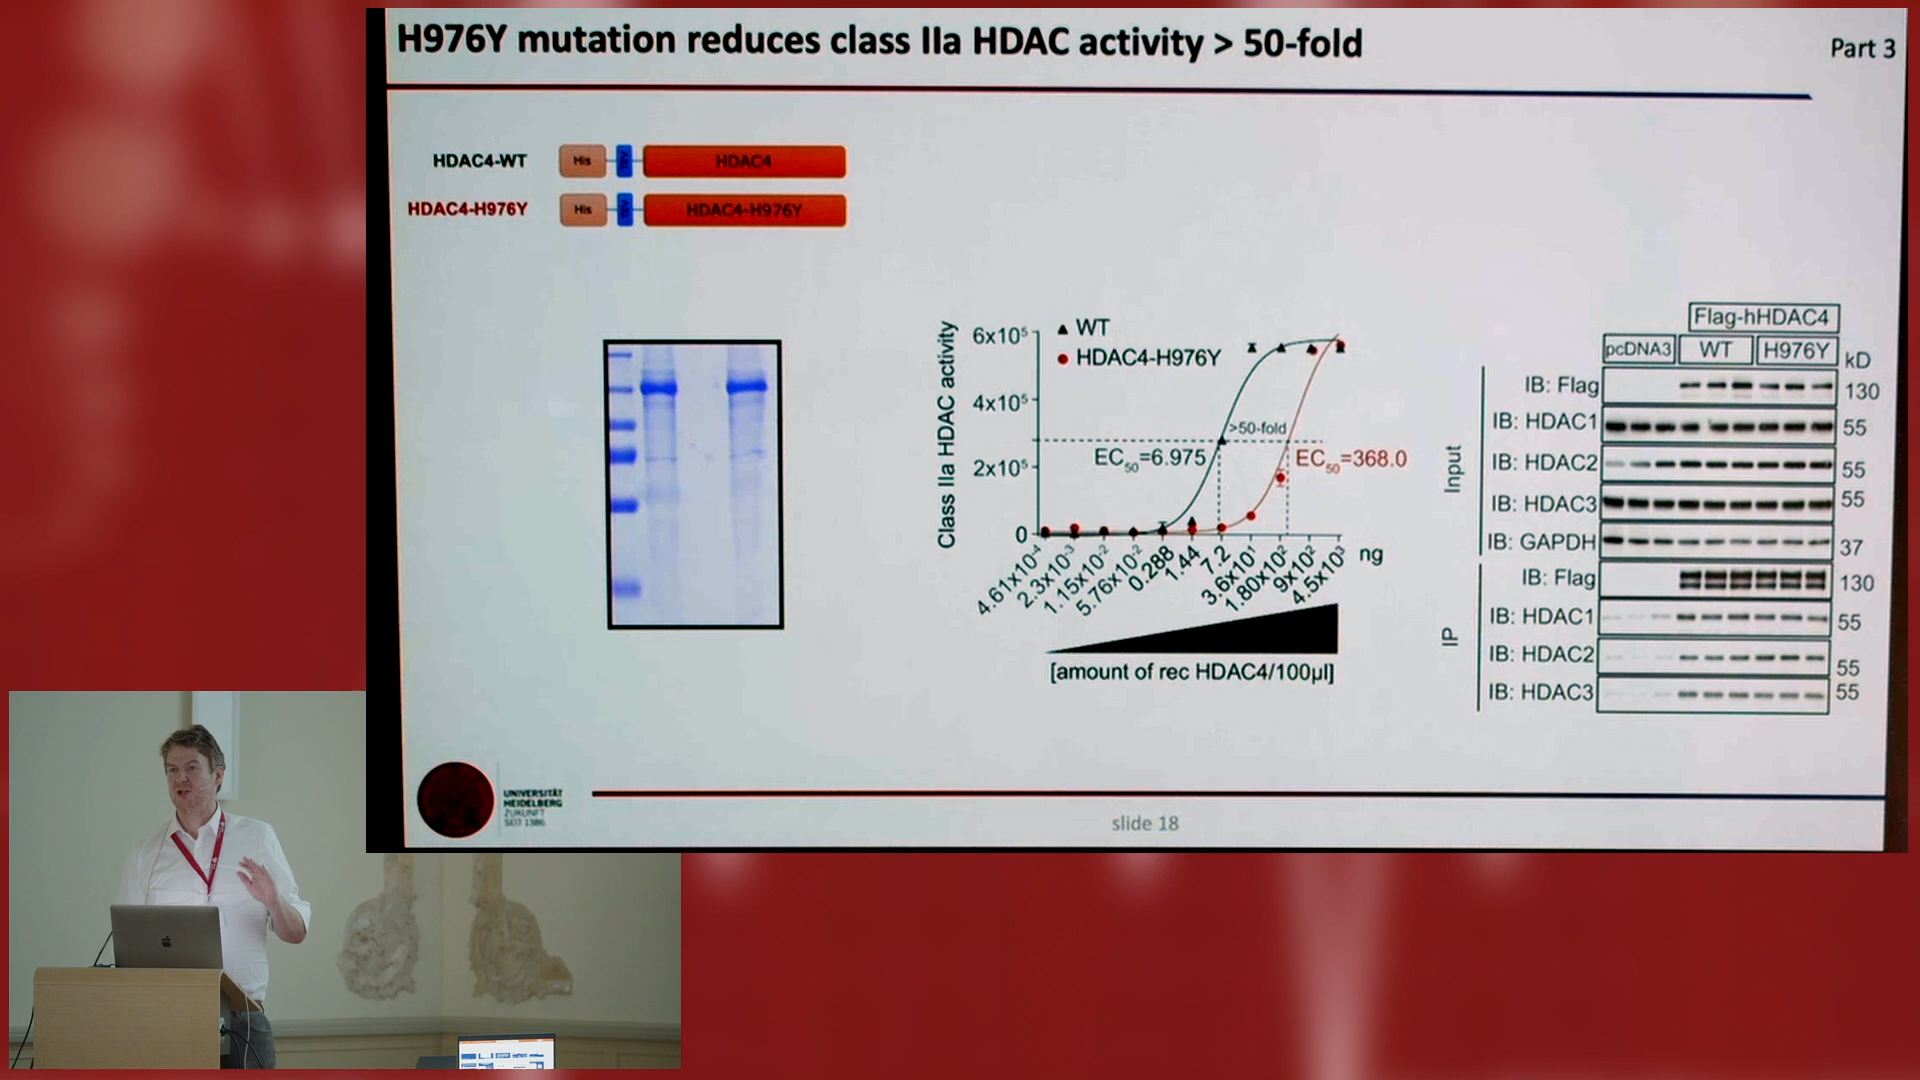 H976Y mutation reduces class IIa HDAC activity > 50-fold
Part 3
HDAC4-WT
His
HDAC4
HDAC4-H976Y
His
HDAC4-H976Y
Class IIa HDAC activity
6x10⁵
4x10⁵
2x10⁵
0
WT
HDAC4-H976Y
>50-fold
EC₅₀=6.975
EC₅₀=368.0
4.61x10⁻⁴
2.3x10⁻³
1.15x10⁻²
5.76x10⁻²
0.288
1.44
7.2
3.6x10¹
1.80x10²
9x10²
4.5x10³
ng
[amount of rec HDAC4/100µl]
Flag-hHDAC4
pcDNA3 WT H976Y kD
Input
IB: Flag 130
IB: HDAC1 55
IB: HDAC2 55
IB: HDAC3 55
IB: GAPDH 37
IP
IB: Flag 130
IB: HDAC1 55
IB: HDAC2 55
IB: HDAC3 55
UNIVERSITÄT
HEIDELBERG
ZUKUNFT
SEIT 1386
slide 18